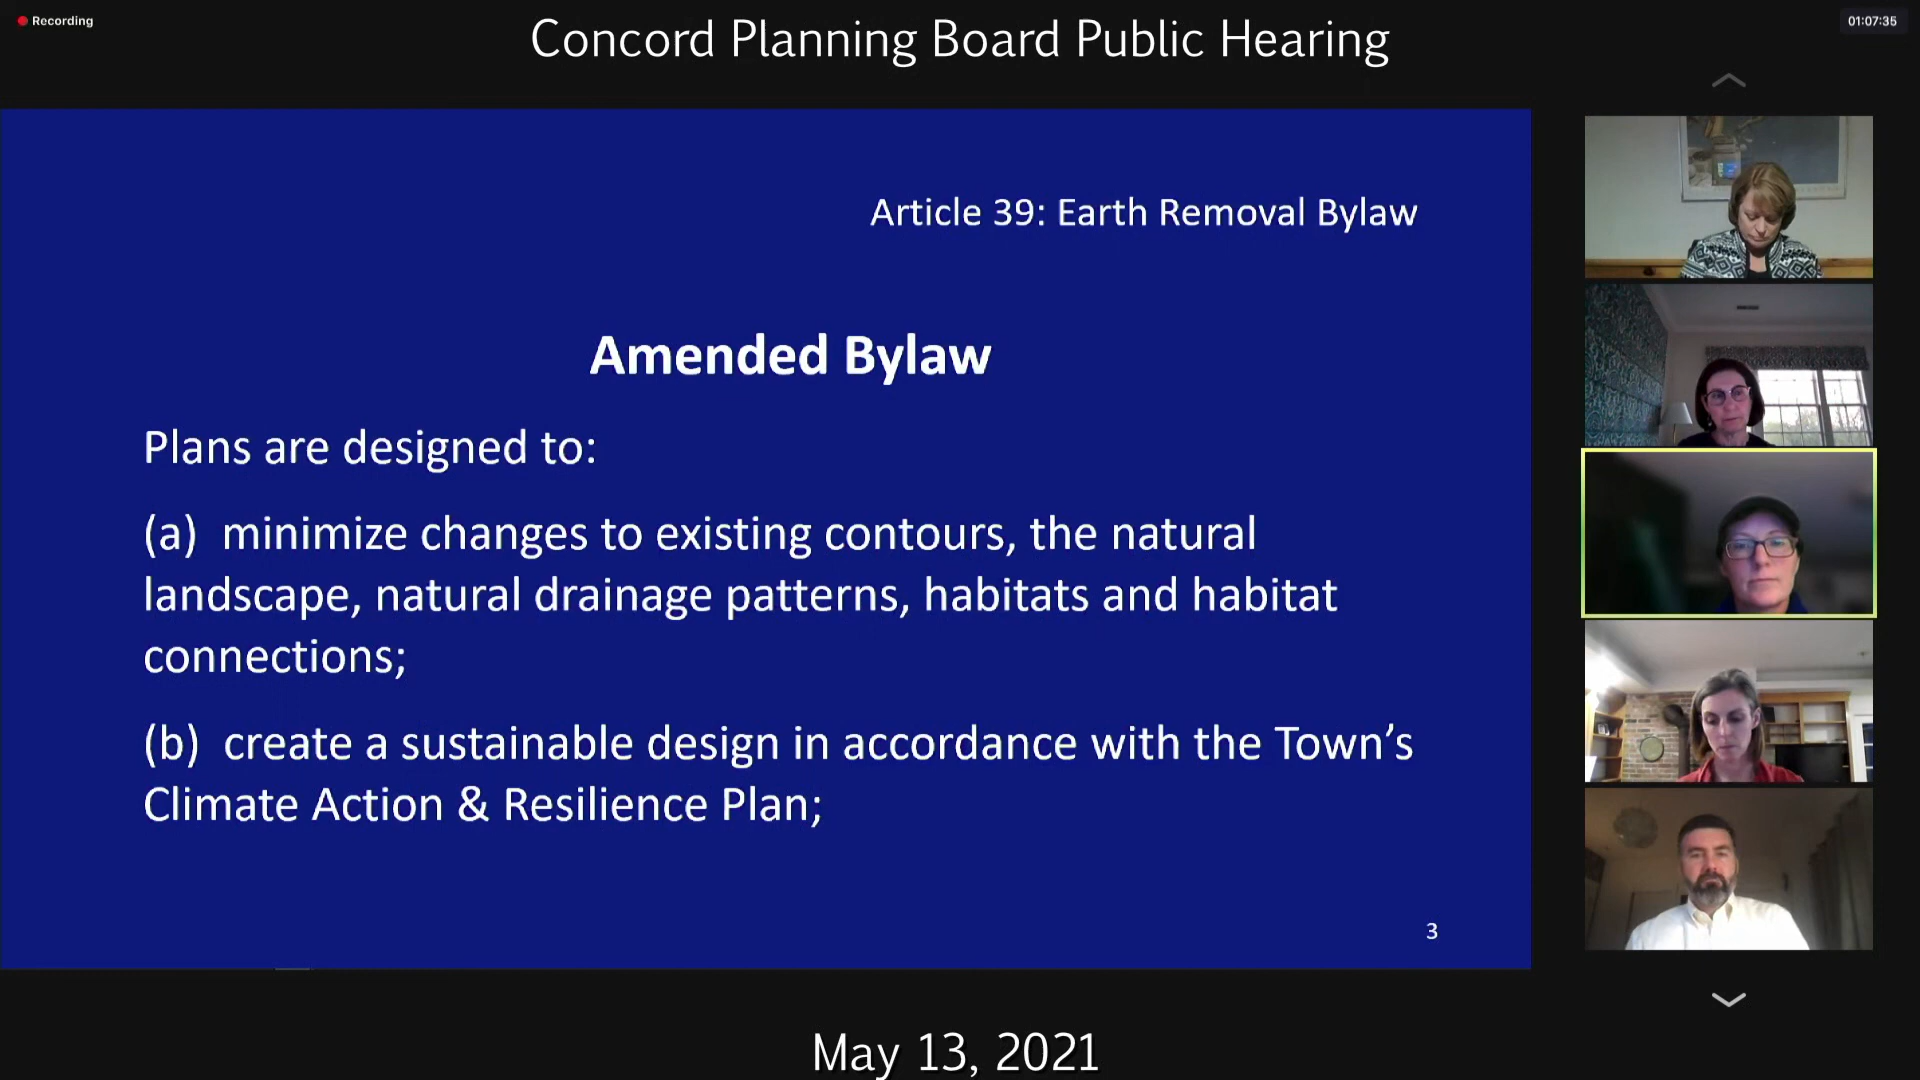 Recording
01:07:35
Concord Planning Board Public Hearing
Article 39: Earth Removal Bylaw
Amended Bylaw
Plans are designed to:
(a) minimize changes to existing contours, the natural
landscape, natural drainage patterns, habitats and habitat
connections;
(b) create a sustainable design in accordance with the Town’s
Climate Action & Resilience Plan;
3
May 13, 2021